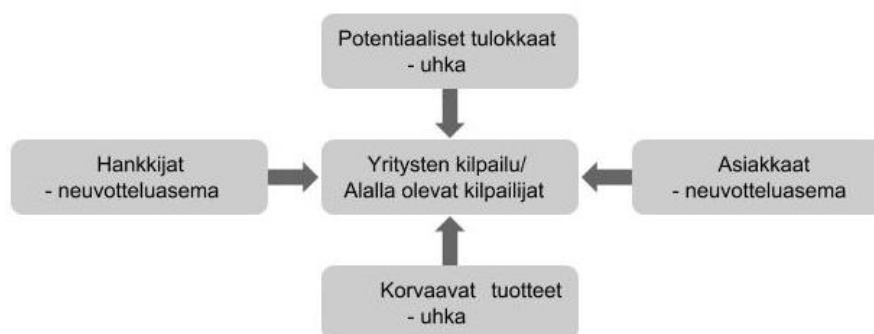 Potentiaaliset tulokkaat
- uhka
Hankkijat
- neuvotteluasema
Yritysten kilpailu/
Alalla olevat kilpailijat
Asiakkaat
- neuvotteluasema
Korvaavat tuotteet
- uhka